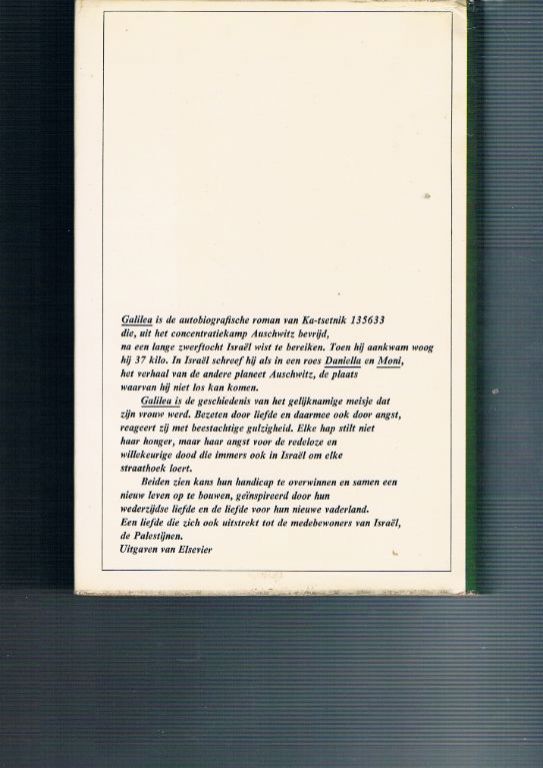 Galilea is de autobiografische roman van Ka-tsetnik 135633
die, uit het concentratiekamp Auschwitz bevrijd,
na een lange zwerftocht Israël wist te bereiken. Toen hij aankwam woog
hij 37 kilo. In Israël schreef hij als in een roes Daniella en Moni,
het verhaal van de andere planeet Auschwitz, de plaats
waarvan hij niet los kan komen.
Galilea is de geschiedenis van het gelijknamige meisje dat
zijn vrouw werd. Bezeten door liefde en daarmee ook door angst,
reageert zij met beestachtige gulzigheid. Elke hap stilt niet
haar honger, maar haar angst voor de redeloze en
willekeurige dood die immers ook in Israël om elke
straathoek loert.
Beiden zien kans hun handicap te overwinnen en samen een
nieuw leven op te bouwen, geïnspireerd door hun
wederzijdse liefde en de liefde voor hun nieuwe vaderland.
Een liefde die zich ook uitstrekt tot de medebewoners van Israël,
de Palestijnen.
Uitgaven van Elsevier